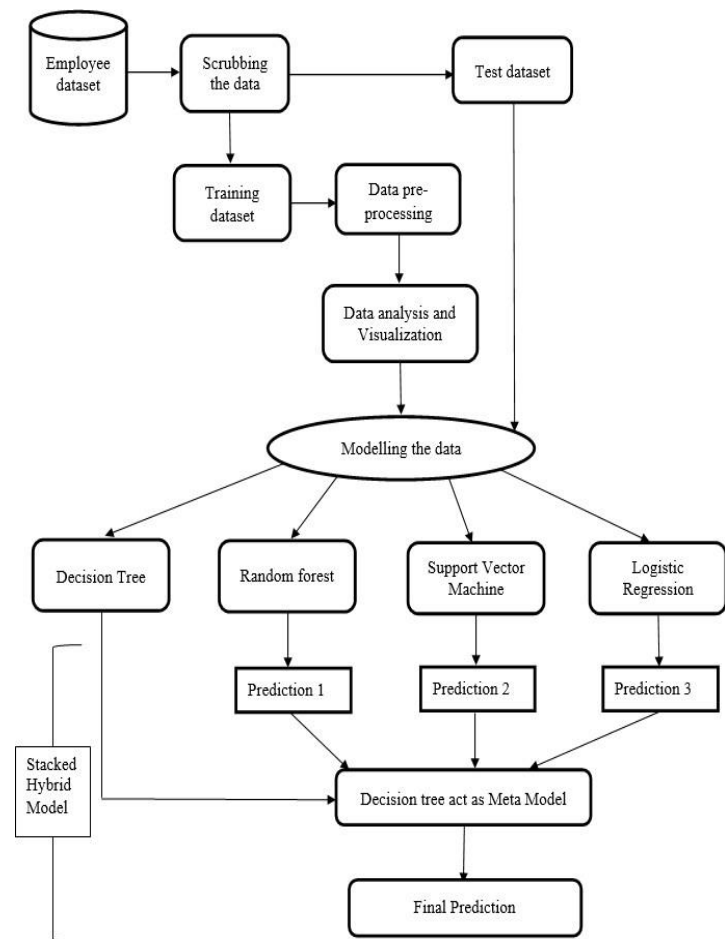 Employee
dataset
Scrubbing
the data
Test dataset
Training
dataset
Data pre-
processing
Data analysis and
Visualization
Modelling the data
Decision Tree
Random forest
Support Vector
Machine
Logistic
Regression
Prediction 1
Prediction 2
Prediction 3
Stacked
Hybrid
Model
Decision tree act as Meta Model
Final Prediction